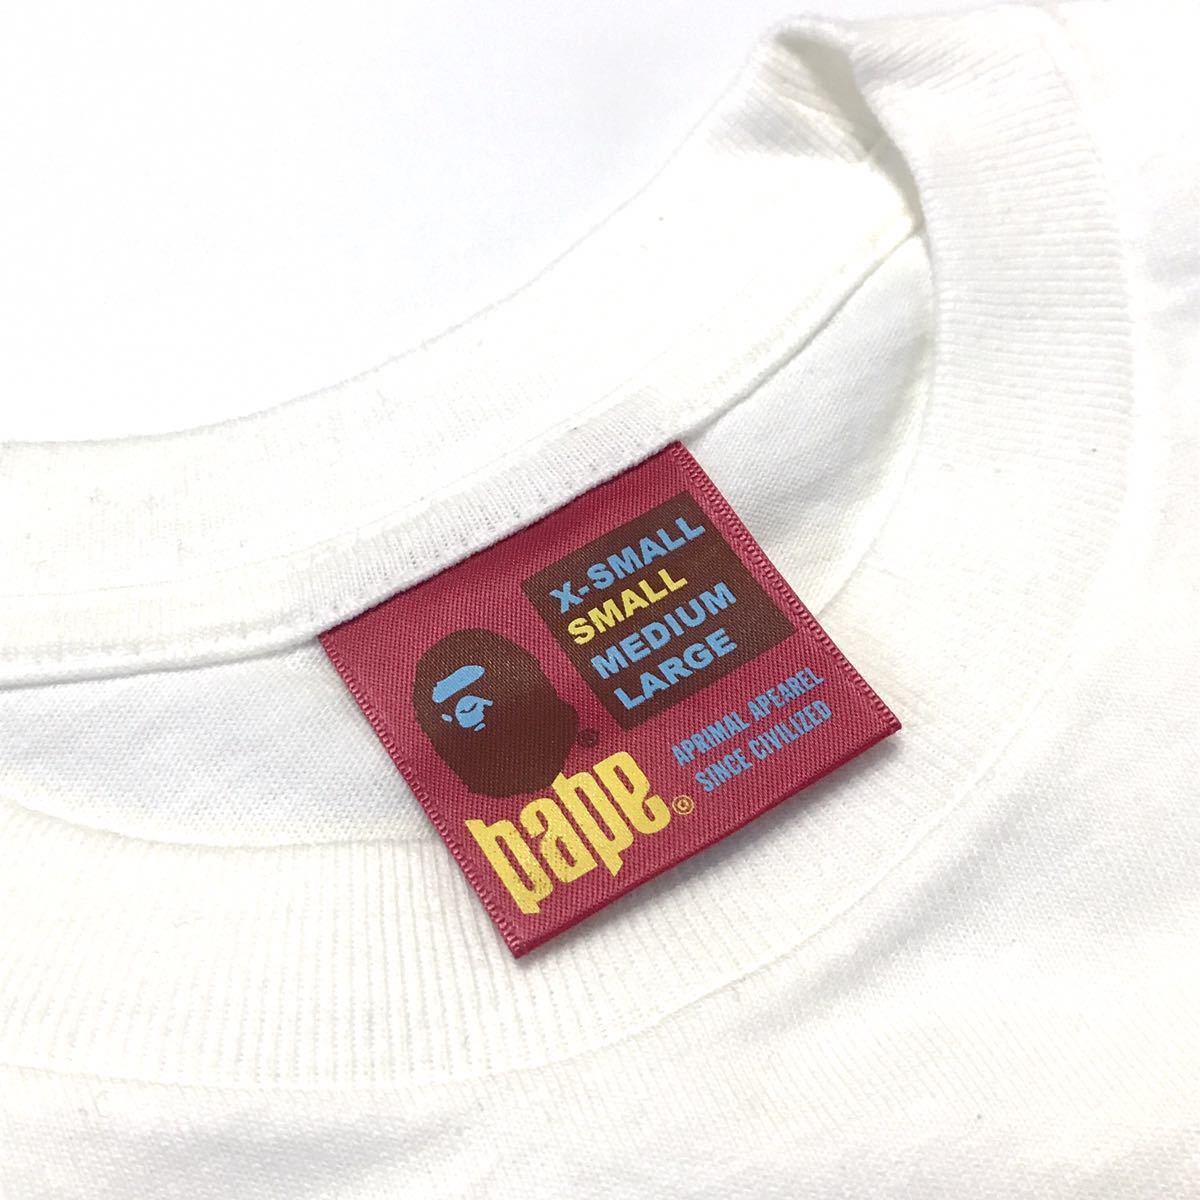 X-SMALL
SMALL
MEDIUM
LARGE
®
bape®
APRIMAL APEAREL
SINCE CIVILIZED